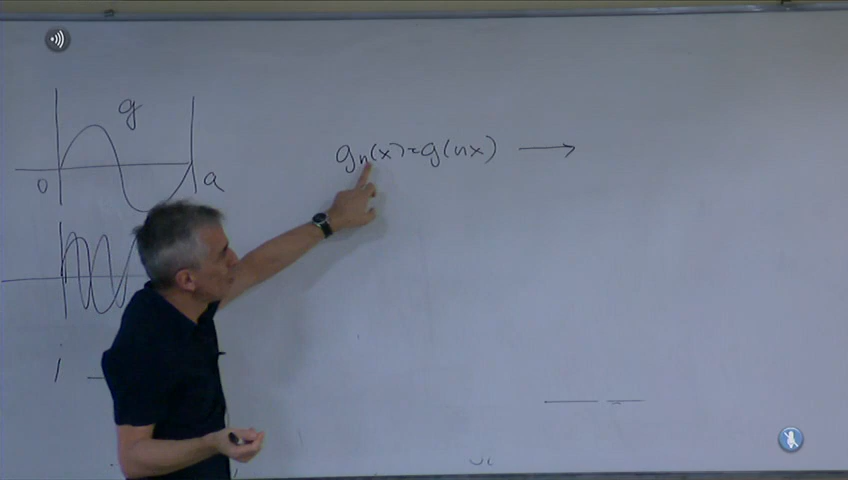 g
0 a
gn(x)=g(nx) →